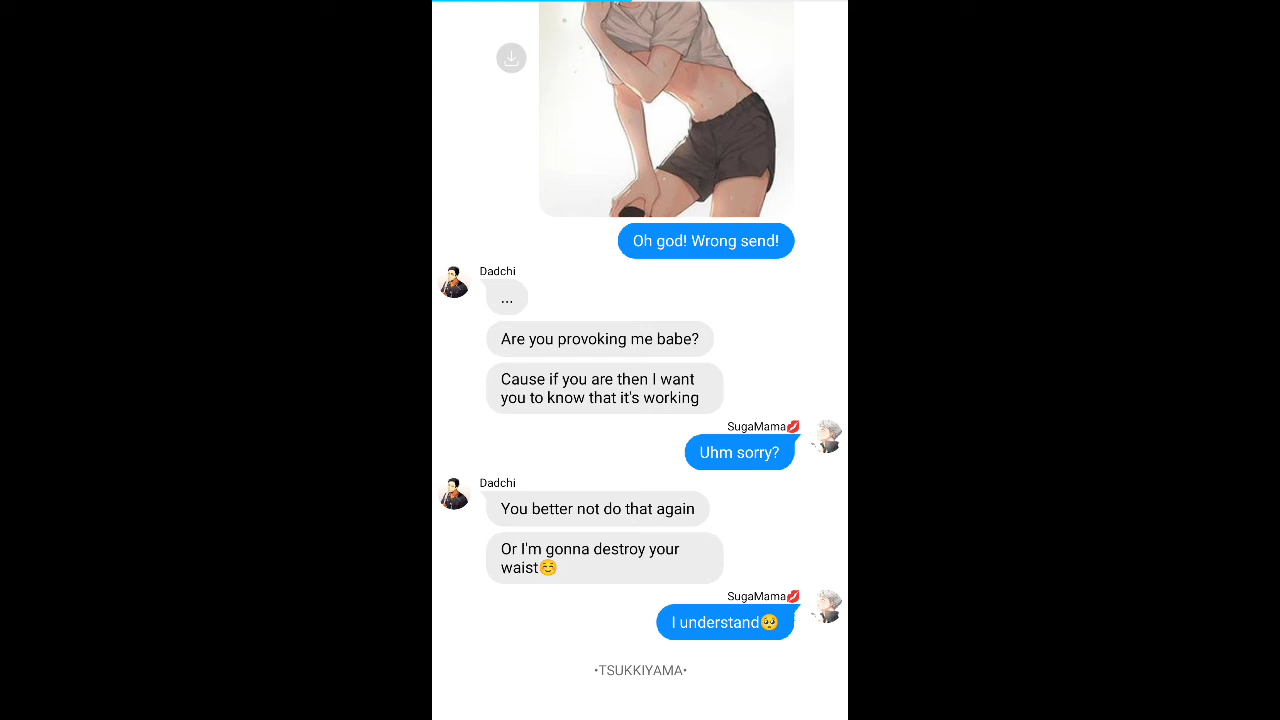 Oh god! Wrong send!
Dadchi
...
Are you provoking me babe?
Cause if you are then I want
you to know that it's working
SugaMama💋
Uhm sorry?
Dadchi
You better not do that again
Or I'm gonna destroy your
waist☺️
SugaMama💋
I understand🥺
•TSUKKIYAMA•